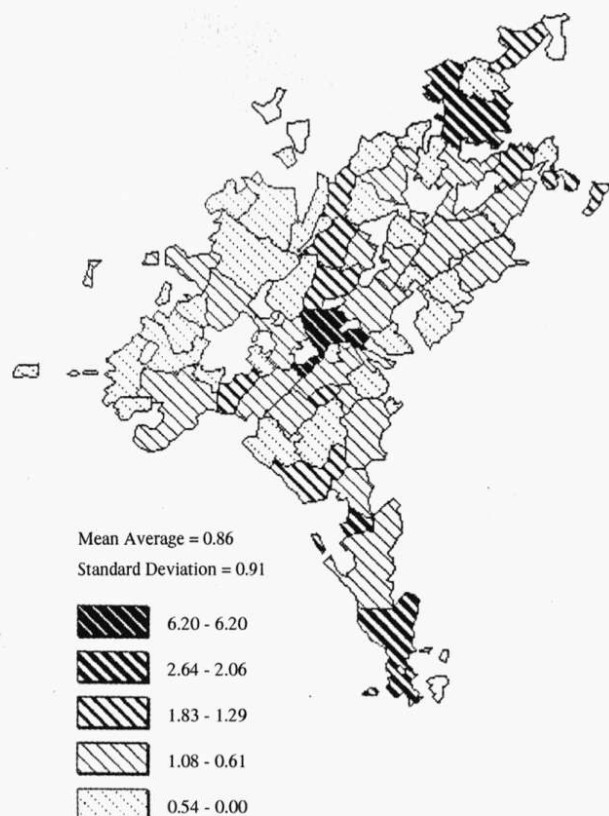 Mean Average = 0.86
Standard Deviation = 0.91
6.20 - 6.20
2.64 - 2.06
1.83 - 1.29
1.08 - 0.61
0.54 - 0.00